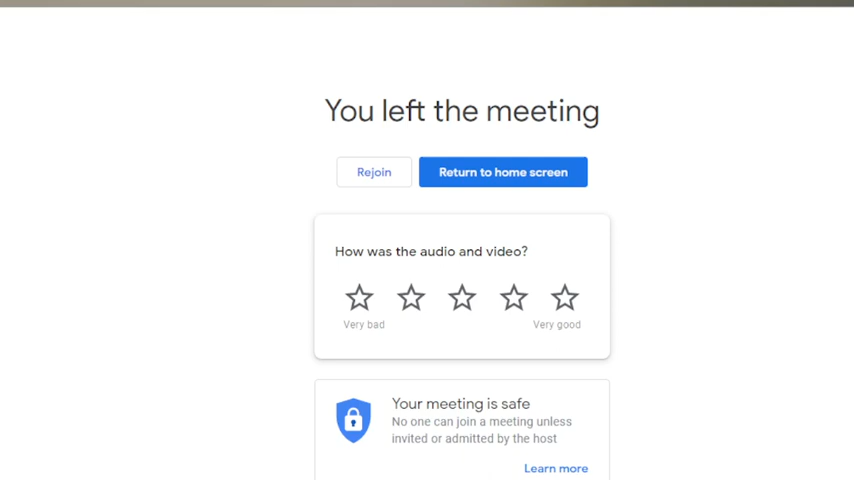 You left the meeting
Rejoin
Return to home screen
How was the audio and video?
Very bad
Very good
Your meeting is safe
No one can join a meeting unless
invited or admitted by the host
Learn more